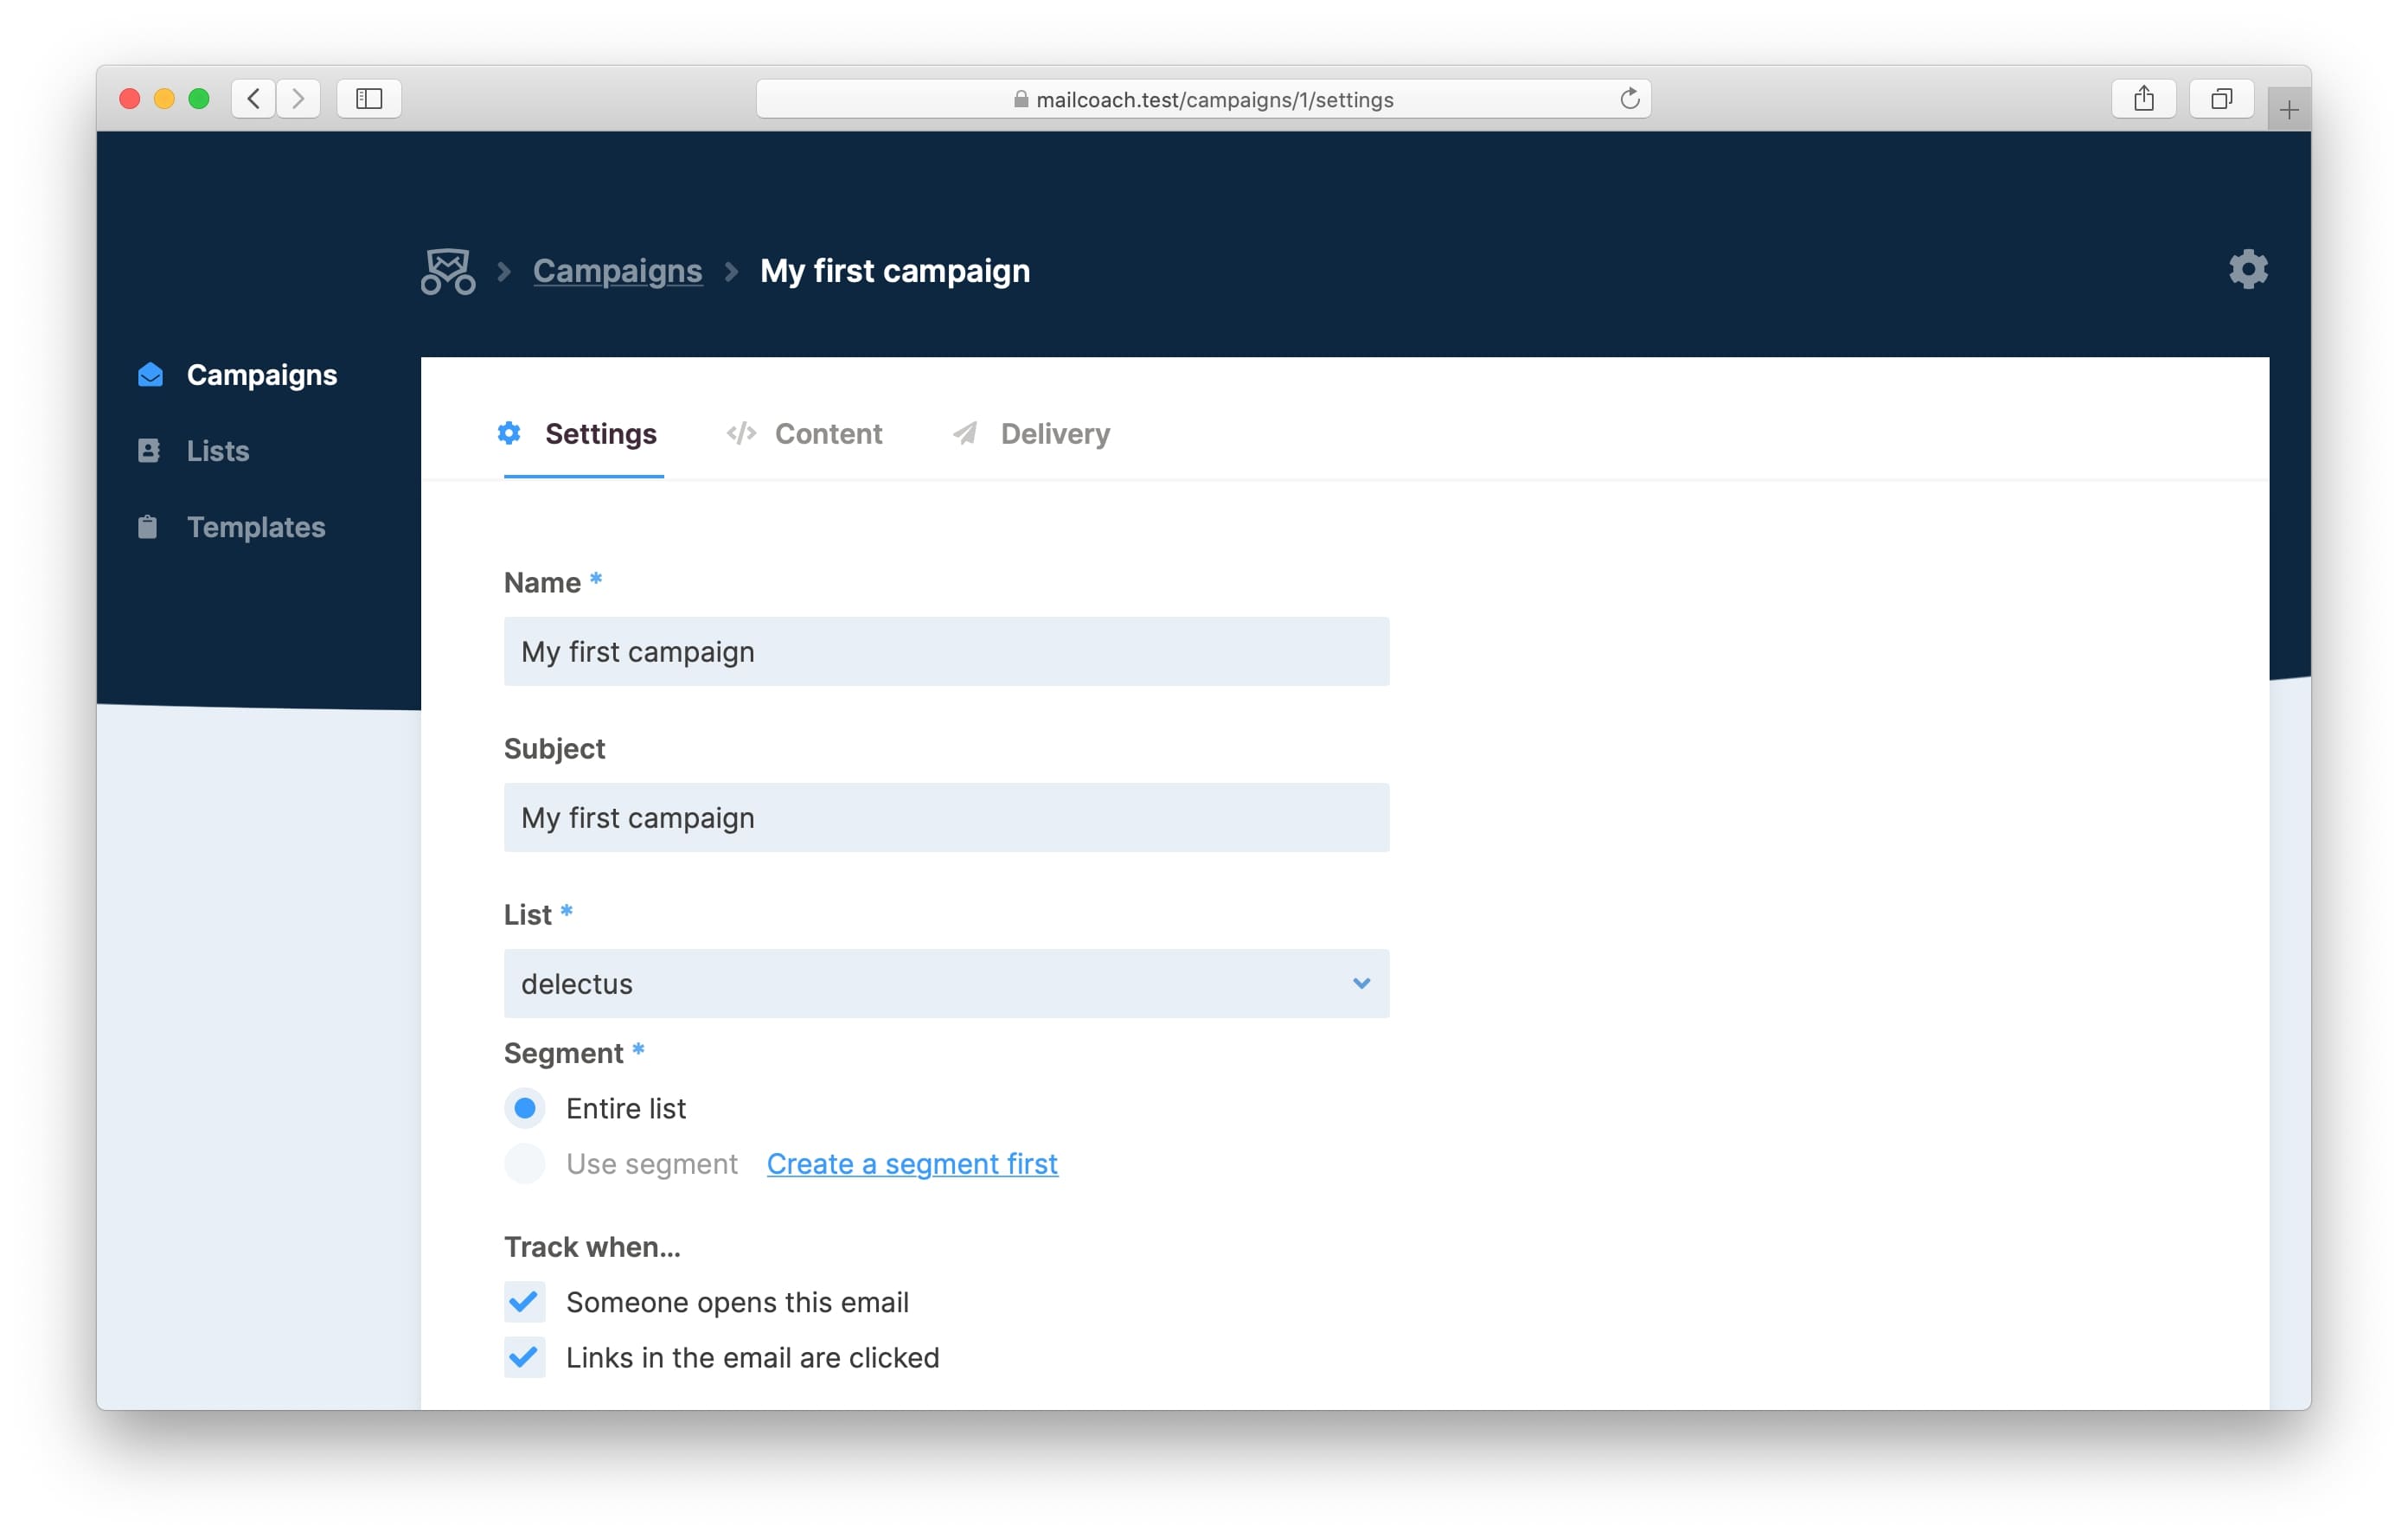 mailcoach.test/campaigns/1/settings
Campaigns My first campaign
Campaigns
Lists
Templates
Settings Content Delivery
Name *
My first campaign
Subject
My first campaign
List *
delectus
Segment *
Entire list
Use segment Create a segment first
Track when...
Someone opens this email
Links in the email are clicked